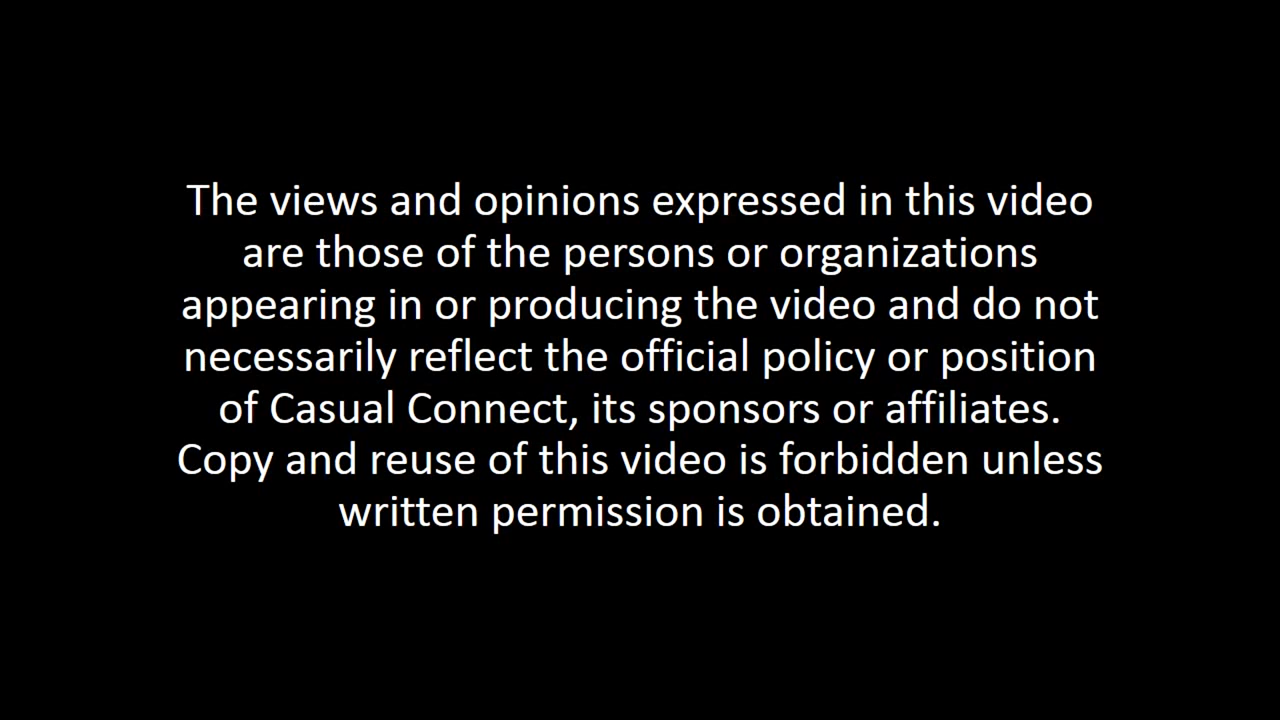 The views and opinions expressed in this video
are those of the persons or organizations
appearing in or producing the video and do not
necessarily reflect the official policy or position
of Casual Connect, its sponsors or affiliates.
Copy and reuse of this video is forbidden unless
written permission is obtained.